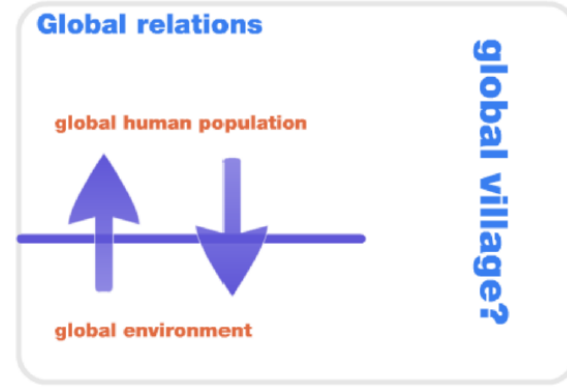 Global relations
global human population
global environment
global village?